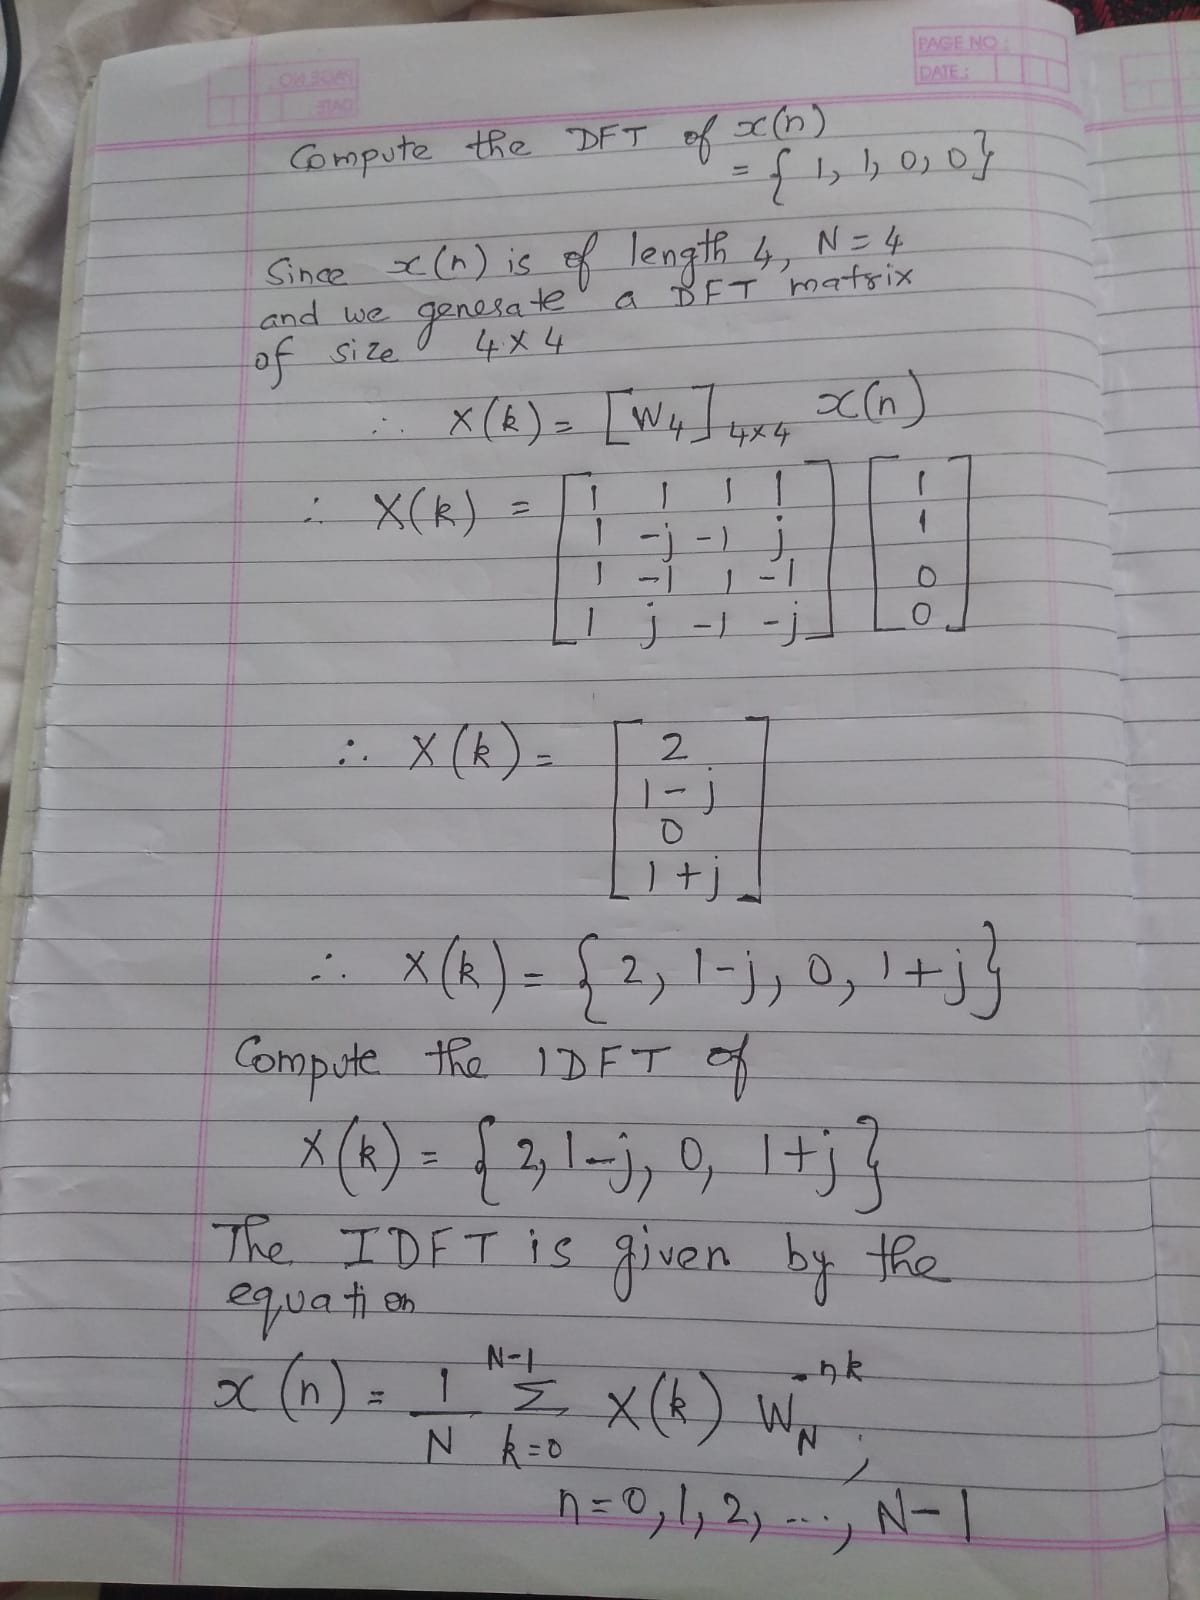 PAGE NO :
DATE :
Compute the DFT of x(n)
= { 1, 1, 0, 0}
Since x(n) is of length 4, N = 4
and we generate a DFT matrix
of size 4 X 4
∴ X(k) = [W4]4×4 x(n)
∴ X(k) = [ 1 1 1 1 ] [ 1 ]
1 -j -1 j 1
1 -1 1 -1 0
1 j -1 -j 0
∴ X(k) = [ 2 ]
1 - j
0
1 + j
∴ X(k) = { 2, 1-j, 0, 1+j}
Compute the IDFT of
X(k) = { 2, 1-j, 0, 1+j }
The IDFT is given by the
equation
x(n) = 1/N N-1 Σ k=0 X(k) W_N^-nk ;
n = 0, 1, 2, ..., N-1